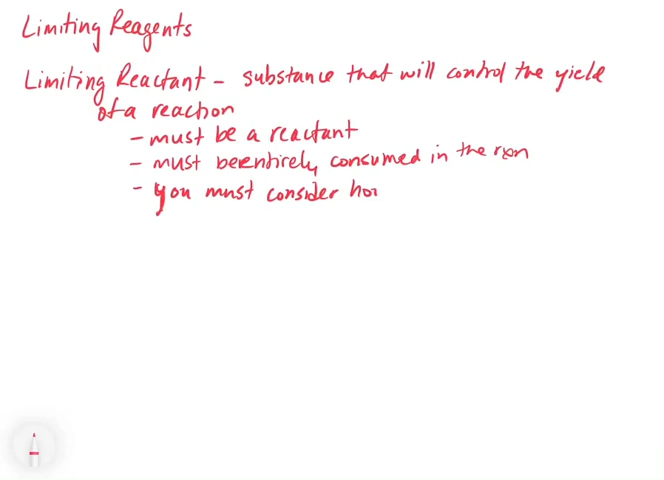 Limiting Reagents
Limiting Reactant - substance that will control the yield
of a reaction
- must be a reactant
- must be entirely consumed in the rxn
- you must consider ho